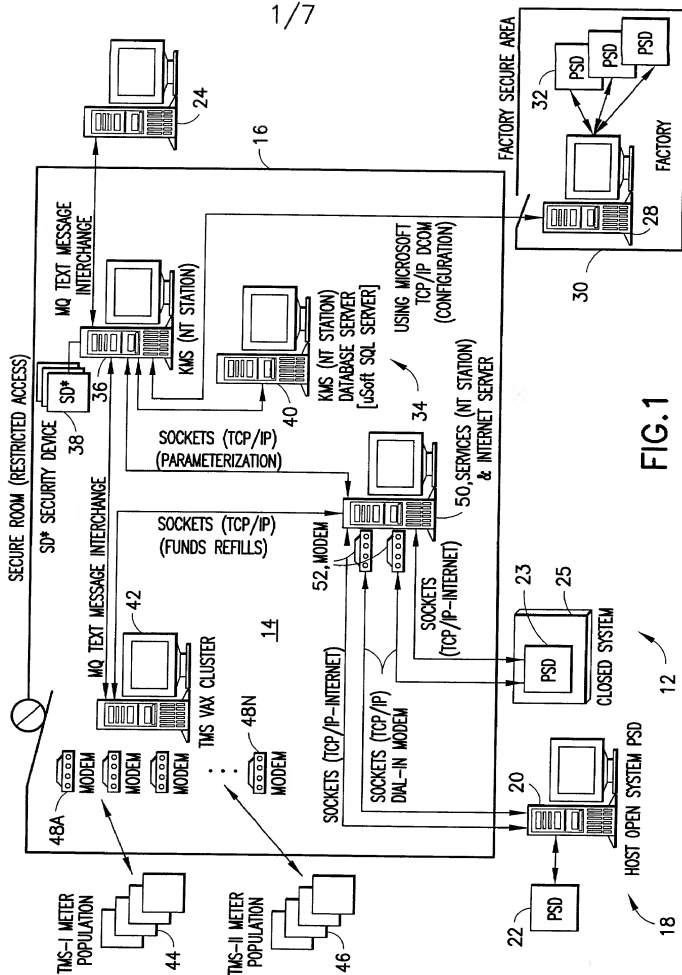 1/7
SECURE ROOM (RESTRICTED ACCESS)
MQ TEXT MESSAGE
INTERCHANGE
24
16
SD*
38
SD* SECURITY DEVICE
36
KMS (NT STATION)
MQ TEXT MESSAGE INTERCHANGE
SOCKETS (TCP/IP)
(PARAMETERIZATION)
SOCKETS (TCP/IP)
(FUNDS REFILLS)
40
KMS (NT STATION)
DATABASE SERVER
[uSoft SQL SERVER]
34
USING MICROSOFT
TCP/IP DCOM
(CONFIGURATION)
FACTORY SECURE AREA
32
PSD
PSD
PSD
FACTORY
28
30
42
TMS VAX CLUSTER
14
48A
MODEM
MODEM
MODEM
48N
MODEM
TMS-I METER
POPULATION
44
TMS-II METER
POPULATION
46
52,MODEM
50,SERVICES (NT STATION)
& INTERNET SERVER
SOCKETS (TCP/IP-INTERNET)
SOCKETS (TCP/IP)
DIAL-IN MODEM
SOCKETS
(TCP/IP-INTERNET)
20
HOST OPEN SYSTEM PSD
PSD
22
18
23
25
PSD
CLOSED SYSTEM
12
FIG.1